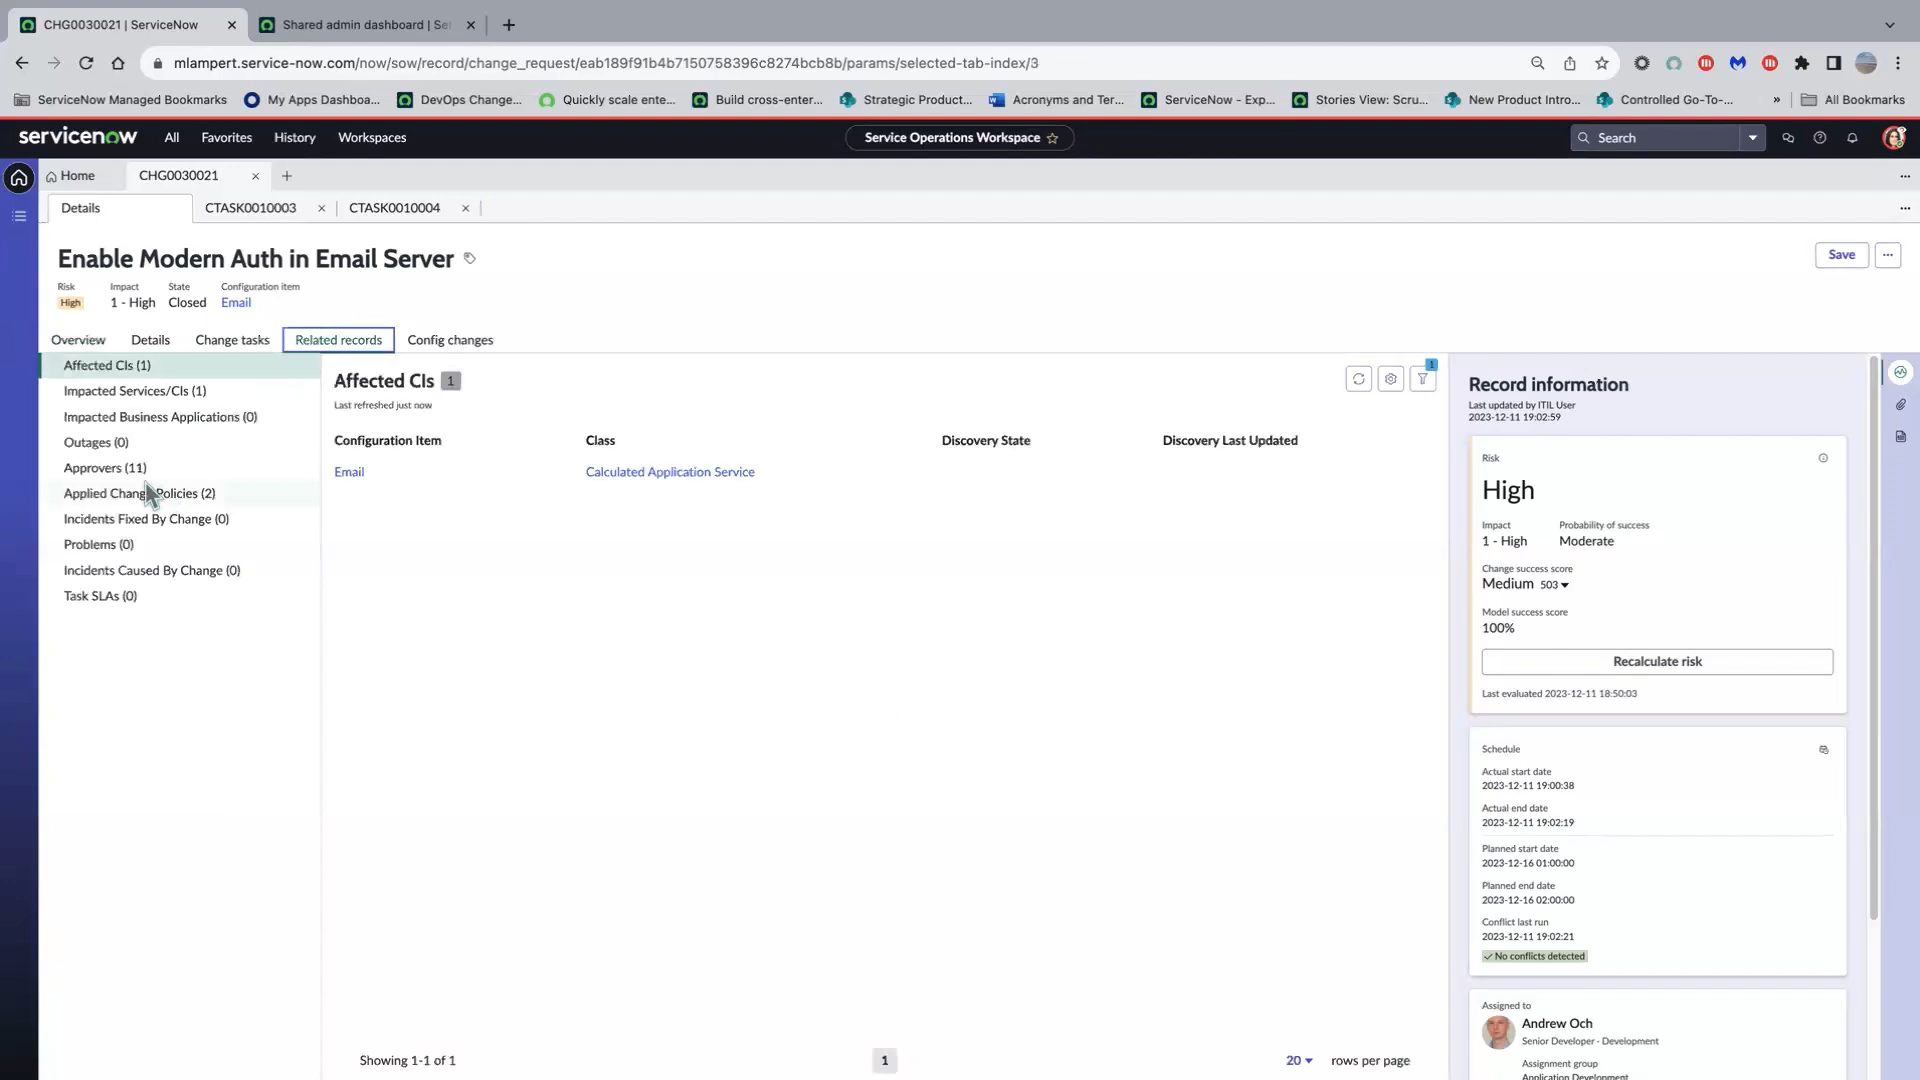 CHG0030021 | ServiceNow
Shared admin dashboard | Se
mlampert.service-now.com/now/sow/record/change_request/eab189f91b4b7150758396c8274bcb8b/params/selected-tab-index/3
ServiceNow Managed Bookmarks
My Apps Dashboa...
DevOps Change...
Quickly scale ente...
Build cross-enter...
Strategic Product...
Acronyms and Ter...
ServiceNow - Exp...
Stories View: Scru...
New Product Intro...
Controlled Go-To-...
» All Bookmarks
servicenow
All
Favorites
History
Workspaces
Service Operations Workspace
Search
Home
CHG0030021
Details
CTASK0010003
CTASK0010004
Enable Modern Auth in Email Server
Save
Risk Impact State Configuration item
High 1 - High Closed Email
Overview
Details
Change tasks
Related records
Config changes
Affected CIs (1)
Impacted Services/CIs (1)
Impacted Business Applications (0)
Outages (0)
Approvers (11)
Applied Change Policies (2)
Incidents Fixed By Change (0)
Problems (0)
Incidents Caused By Change (0)
Task SLAs (0)
Affected CIs 1
Last refreshed just now
1
Configuration Item Class Discovery State Discovery Last Updated
Email Calculated Application Service
Showing 1-1 of 1
1
20 rows per page
Record information
Last updated by ITIL User
2023-12-11 19:02:59
Risk
High
Impact Probability of success
1 - High Moderate
Change success score
Medium 503
Model success score
100%
Recalculate risk
Last evaluated 2023-12-11 18:50:03
Schedule
Actual start date
2023-12-11 19:00:38
Actual end date
2023-12-11 19:02:19
Planned start date
2023-12-16 01:00:00
Planned end date
2023-12-16 02:00:00
Conflict last run
2023-12-11 19:02:21
✓ No conflicts detected
Assigned to
Andrew Och
Senior Developer - Development
Assignment group
Application Development